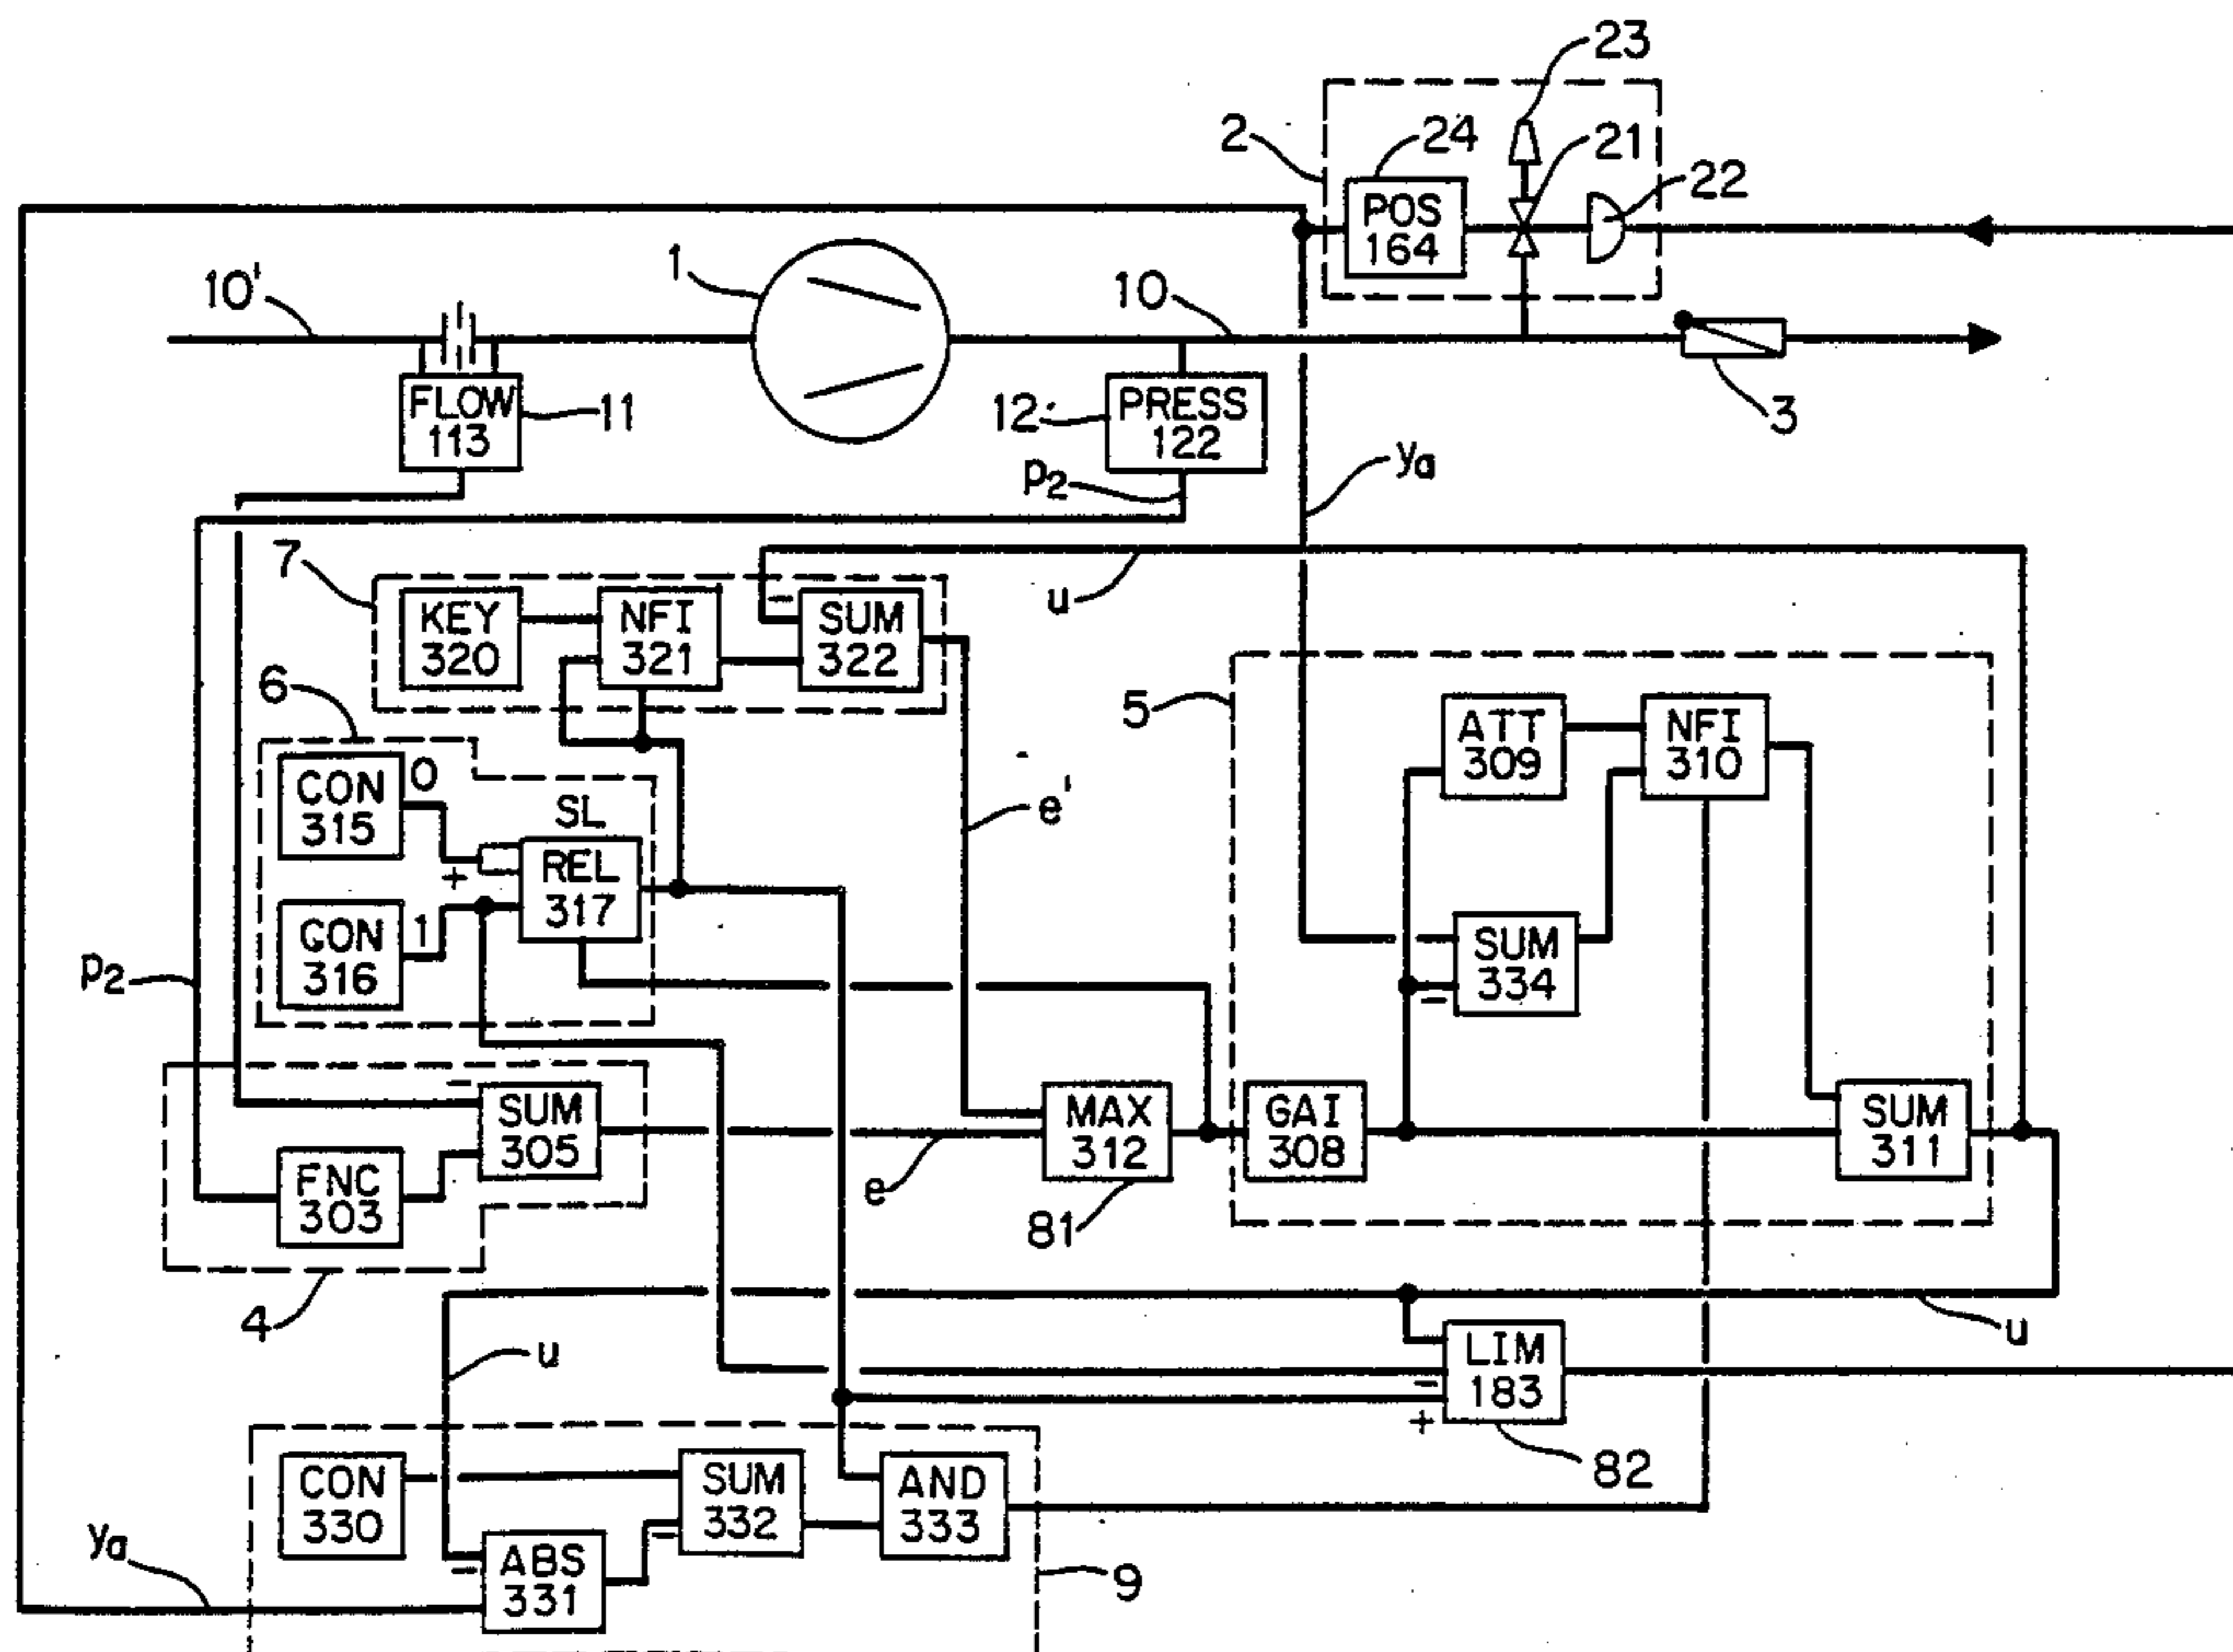 23
2
24
21
22
POS
164
10'
1
10
FLOW
113
11
12
PRESS
122
3
p2
ya
7
u
KEY
320
NFI
321
−
SUM
322
6
5
ATT
309
NFI
310
CON
315
0
SL
e'
+
REL
317
CON
316
1
p2
SUM
334
−
−
SUM
305
MAX
312
GAI
308
SUM
311
FNC
303
e
81
4
u
u
LIM
183
−
+
82
CON
330
SUM
332
−
AND
333
ya
−
ABS
331
9